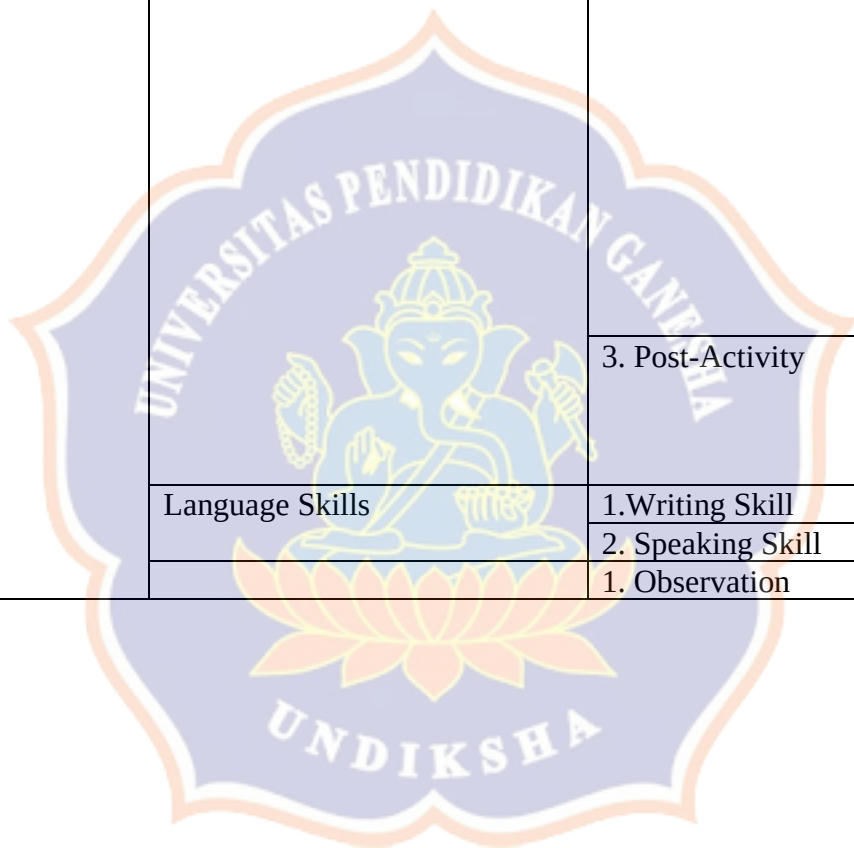 UNIVERSITAS PENDIDIKAN GANESHA
3. Post-Activity
Language Skills
1.Writing Skill
2. Speaking Skill
1. Observation
UNDIKSHA